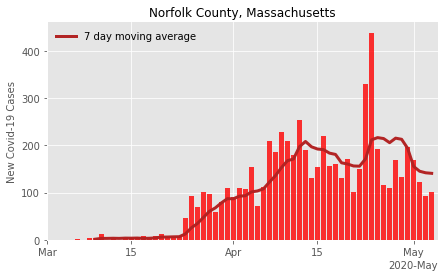 Norfolk County, Massachusetts
7 day moving average
New Covid-19 Cases
400
300
200
100
0
Mar
15
Apr
15
May
2020-May